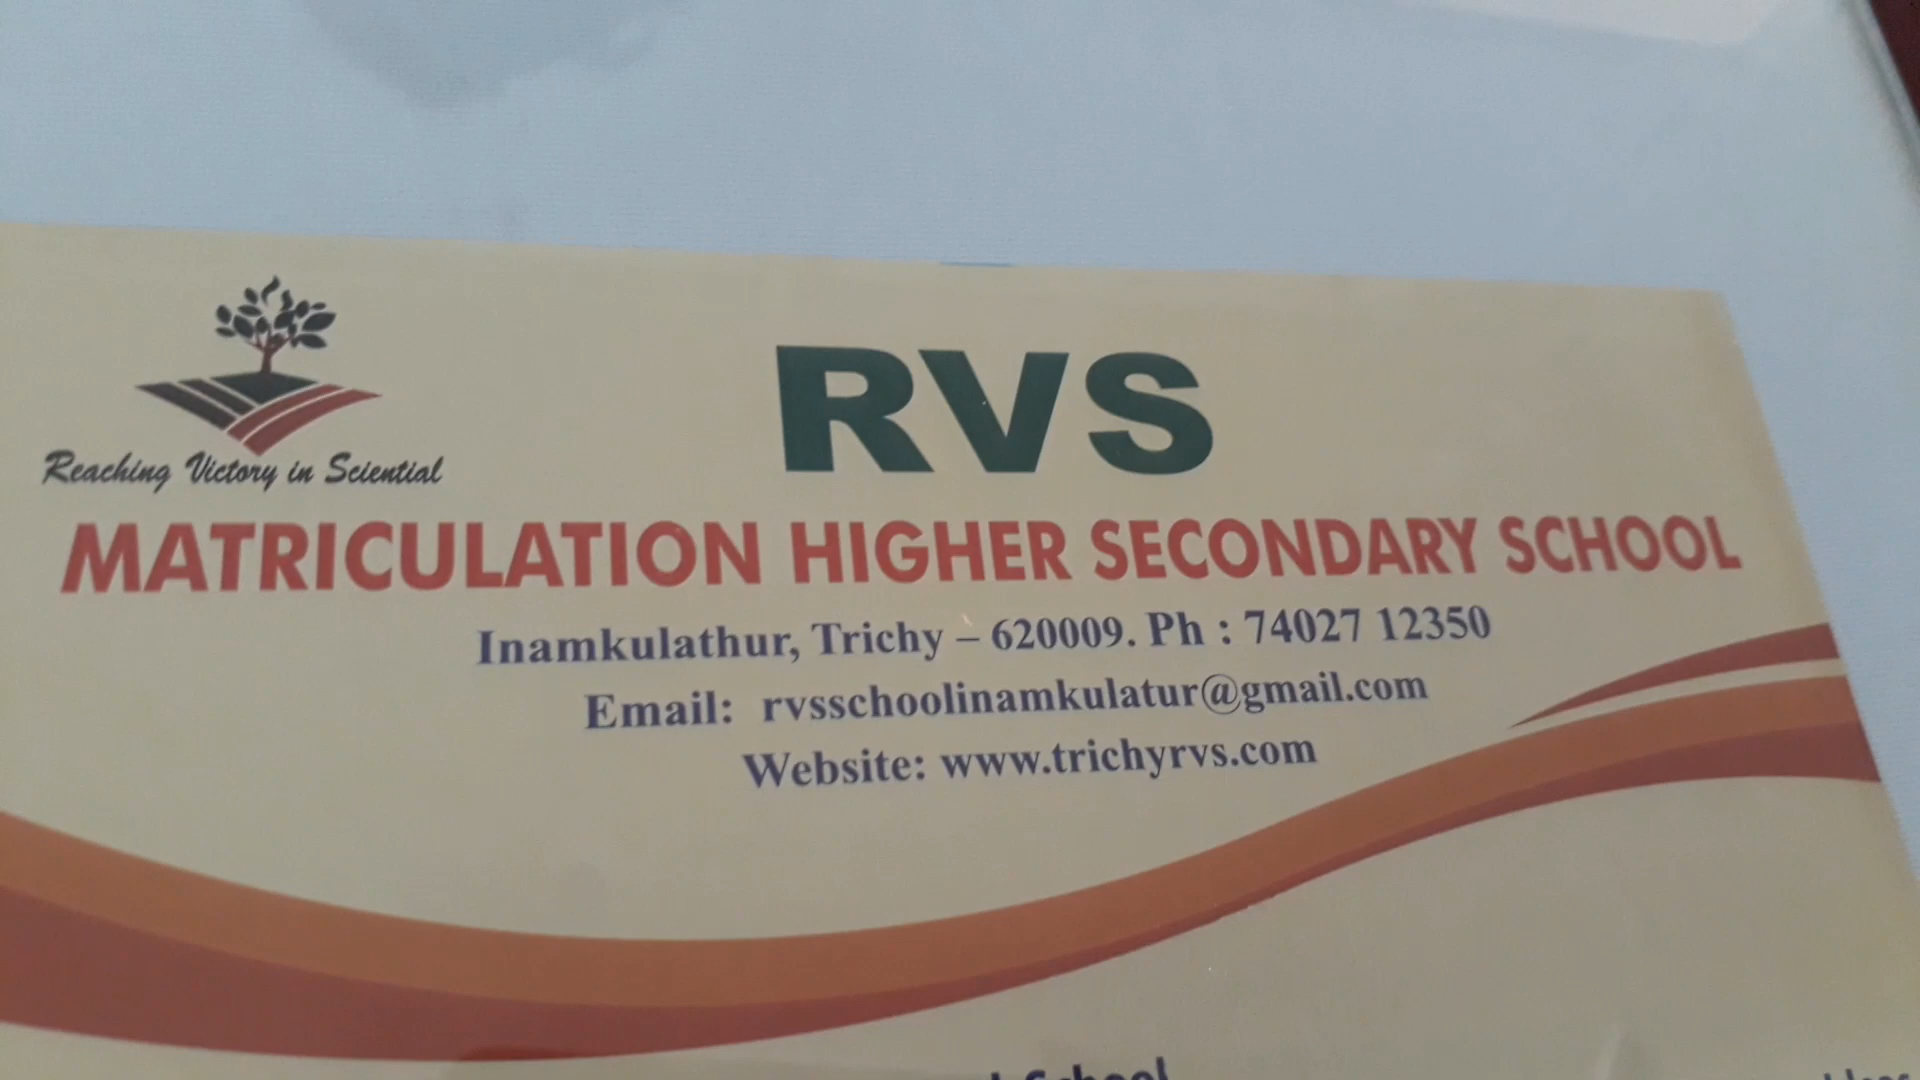 RVS
Reaching Victory in Sciential
MATRICULATION HIGHER SECONDARY SCHOOL
Inamkulathur, Trichy – 620009. Ph : 74027 12350
Email: rvsschoolinamkulatur@gmail.com
Website: www.trichyrvs.com
School